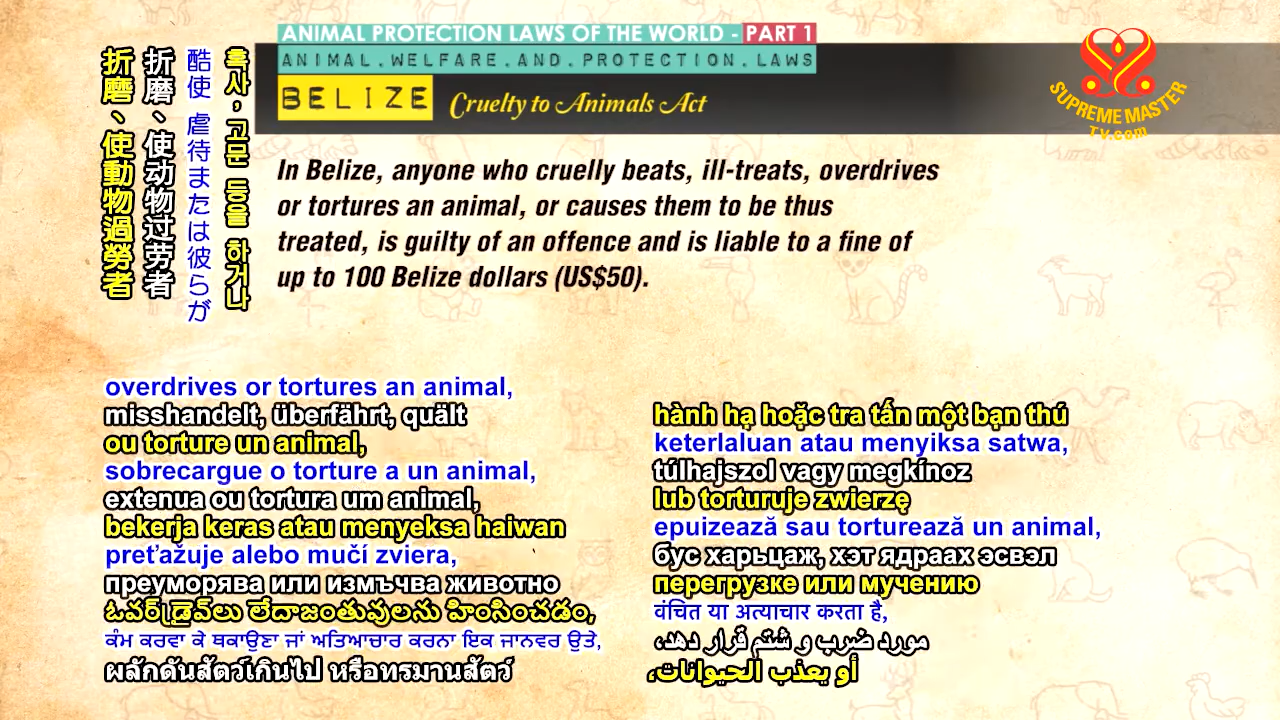 ANIMAL PROTECTION LAWS OF THE WORLD - PART 1
ANIMAL.WELFARE.AND.PROTECTION.LAWS
BELIZE Cruelty to Animals Act
SUPREME MASTER
TV.com
In Belize, anyone who cruelly beats, ill-treats, overdrives
or tortures an animal, or causes them to be thus
treated, is guilty of an offence and is liable to a fine of
up to 100 Belize dollars (US$50).
혹사, 고문 등을 하거나
酷使 虐待または彼らが
折磨、使动物过劳者
折磨、使動物過勞者
overdrives or tortures an animal,
misshandelt, überfährt, quält
ou torture un animal,
sobrecargue o torture a un animal,
extenua ou tortura um animal,
bekerja keras atau menyeksa haiwan
preťažuje alebo mučí zviera,
преуморява или измъчва животно
ఓవర్‌డ్రైవ్‌లు లేదాజంతువులను హింసించడం,
ਕੰਮ ਕਰਵਾ ਕੇ ਥਕਾਉਣਾ ਜਾਂ ਅਤਿਆਚਾਰ ਕਰਨਾ ਇਕ ਜਾਨਵਰ ਉਤੇ,
ผลักดันสัตว์เกินไป หรือทรมานสัตว์
hành hạ hoặc tra tấn một bạn thú
keterlaluan atau menyiksa satwa,
túlhajszol vagy megkínoz
lub torturuje zwierzę
epuizează sau torturează un animal,
бус харьцаж, хэт ядраах эсвэл
перегрузке или мучению
वंचित या अत्याचार करता है,
مورد ضرب و شتم قرار دهد،
أو يعذب الحيوانات،